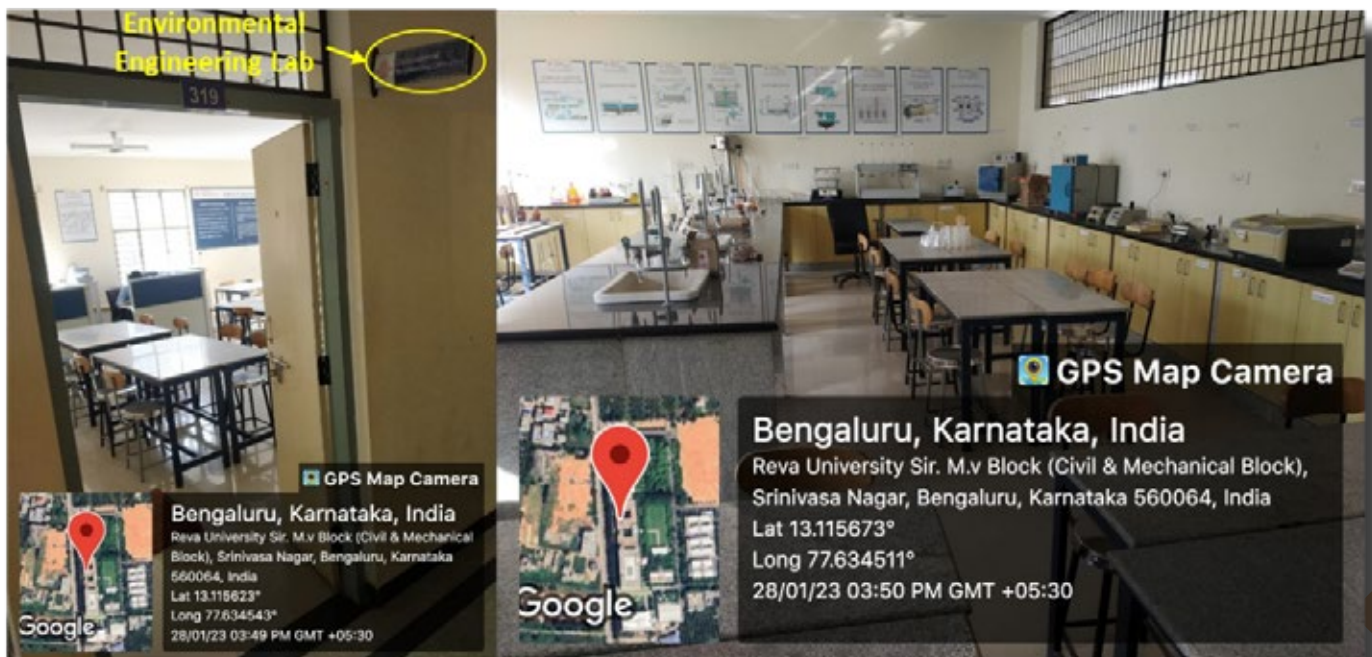 Environmental
Engineering Lab
319
GPS Map Camera
Bengaluru, Karnataka, India
Reva University Sir. M.v Block (Civil & Mechanical
Block), Srinivasa Nagar, Bengaluru, Karnataka
560064, India
Lat 13.115623°
Long 77.634543°
28/01/23 03:49 PM GMT +05:30
Google
GPS Map Camera
Bengaluru, Karnataka, India
Reva University Sir. M.v Block (Civil & Mechanical Block),
Srinivasa Nagar, Bengaluru, Karnataka 560064, India
Lat 13.115673°
Long 77.634511°
28/01/23 03:50 PM GMT +05:30
Google